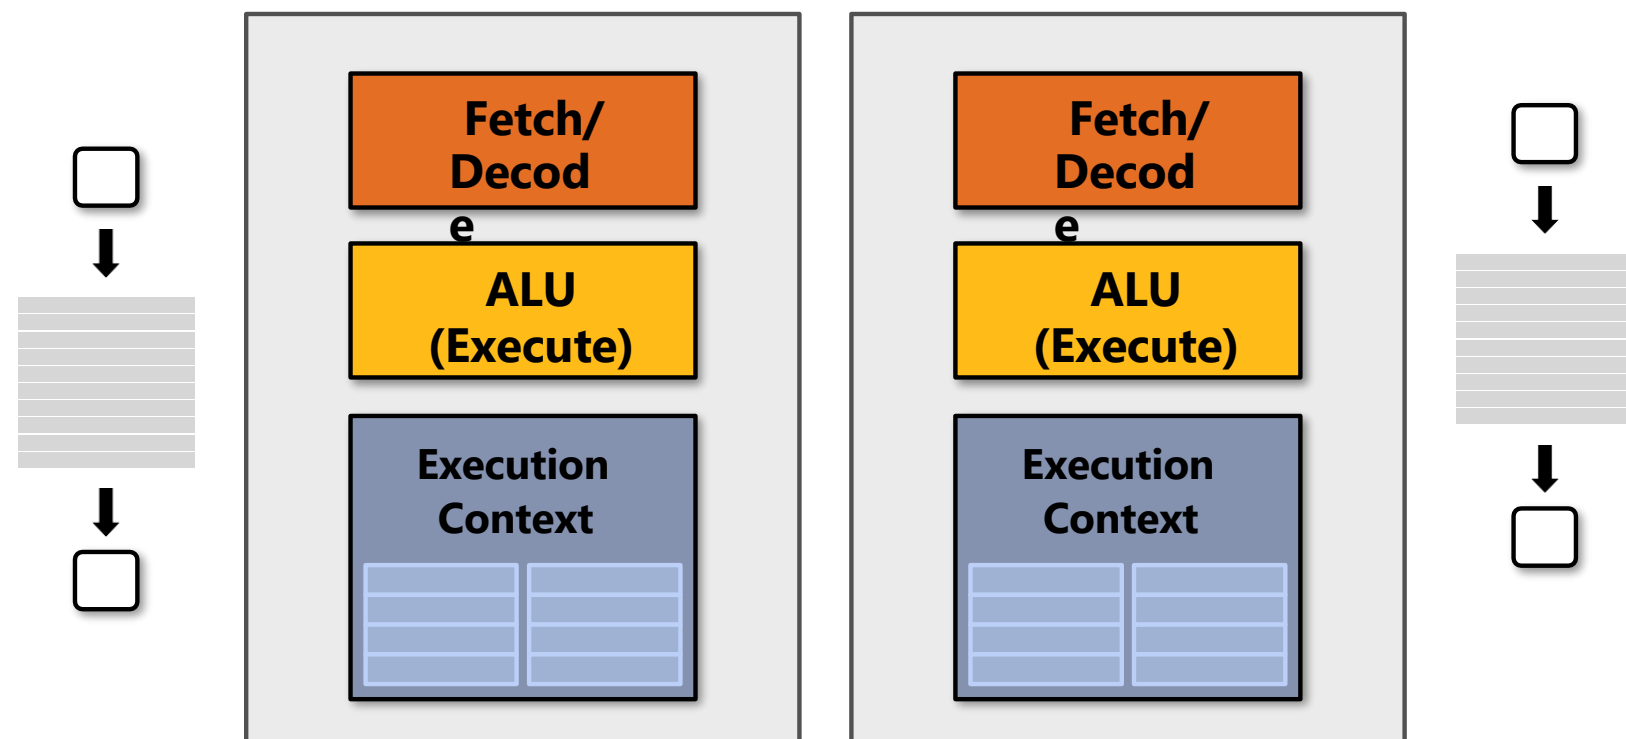 Fetch/
Decod
e
ALU
(Execute)
Execution
Context
Fetch/
Decod
e
ALU
(Execute)
Execution
Context